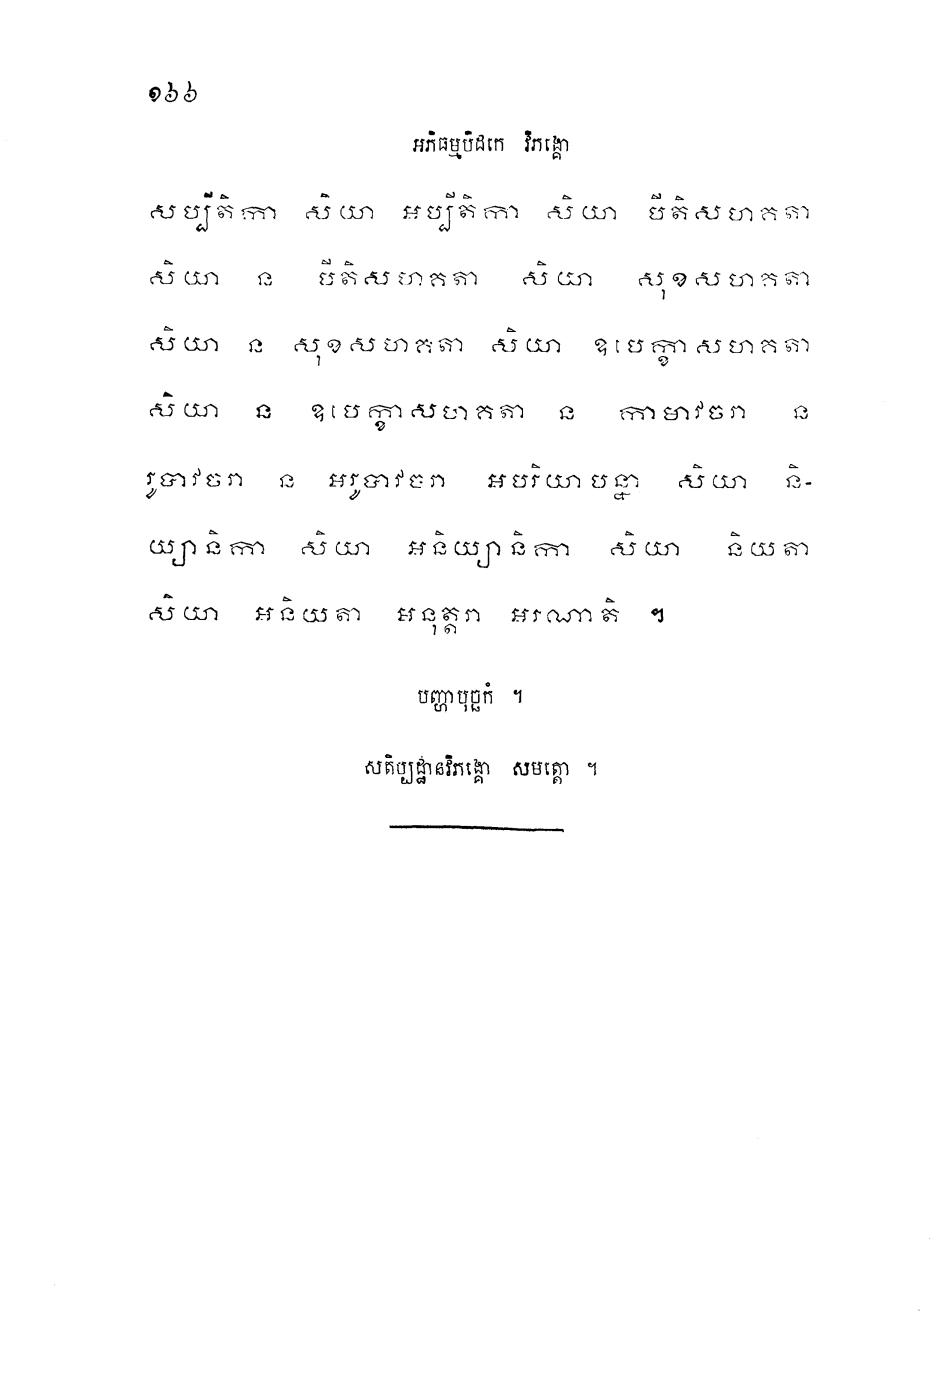 ១៦៦
អភិធម្មបិដកេ វិភង្គោ
សប្បីតិកា សិយា អប្បីតិកា សិយា បីតិសហគតា
សិយា ន បីតិសហគតា សិយា សុខសហគតា
សិយា ន សុខសហគតា សិយា ឧបេក្ខាសហគតា
សិយា ន ឧបេក្ខាសហគតា ន កាមាវចរា ន
រូបាវចរា ន អរូបាវចរា អបរិយាបន្នា សិយា និ-
យ្យានិកា សិយា អនិយ្យានិកា សិយា និយតា
សិយា អនិយតា អនុត្តរា អរណាតិ ៗ
បញ្ហាបុច្ឆកំ ។
សតិប្បដ្ឋានវិភង្គោ សមត្តោ ។